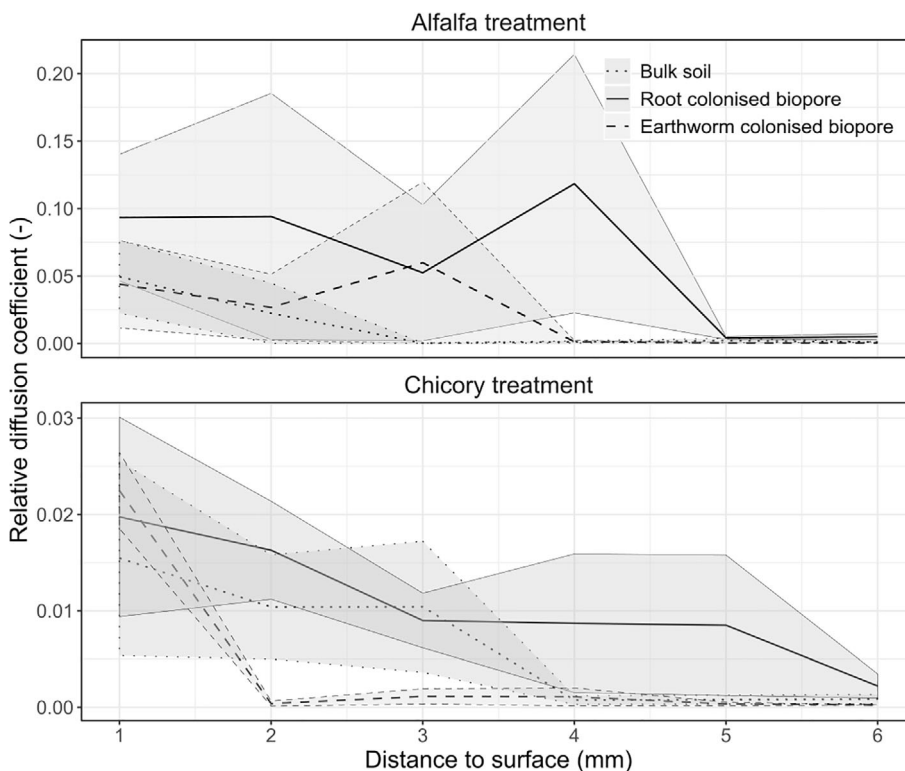 Alfalfa treatment
0.20
0.15
0.10
0.05
0.00
Bulk soil
Root colonised biopore
Earthworm colonised biopore
Relative diffusion coefficient (-)
Chicory treatment
0.03
0.02
0.01
0.00
1 2 3 4 5 6
Distance to surface (mm)